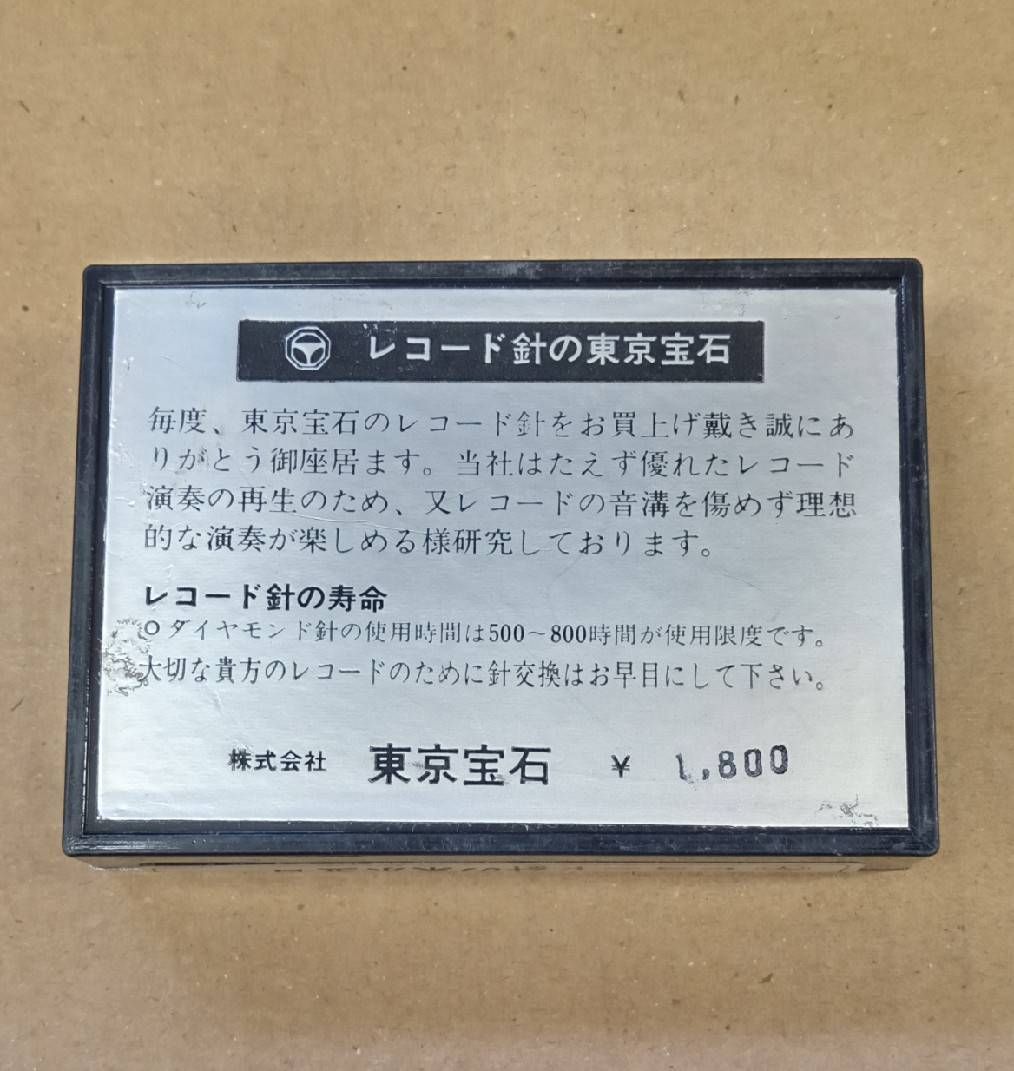 レコード針の東京宝石
毎度、東京宝石のレコード針をお買上げ戴き誠にあ
りがとう御座居ます。当社はたえず優れたレコード
演奏の再生のため、又レコードの音溝を傷めず理想
的な演奏が楽しめる様研究しております。
レコード針の寿命
○ダイヤモンド針の使用時間は500～800時間が使用限度です。
大切な貴方のレコードのために針交換はお早目にして下さい。
株式会社 東京宝石 ¥ 1,800